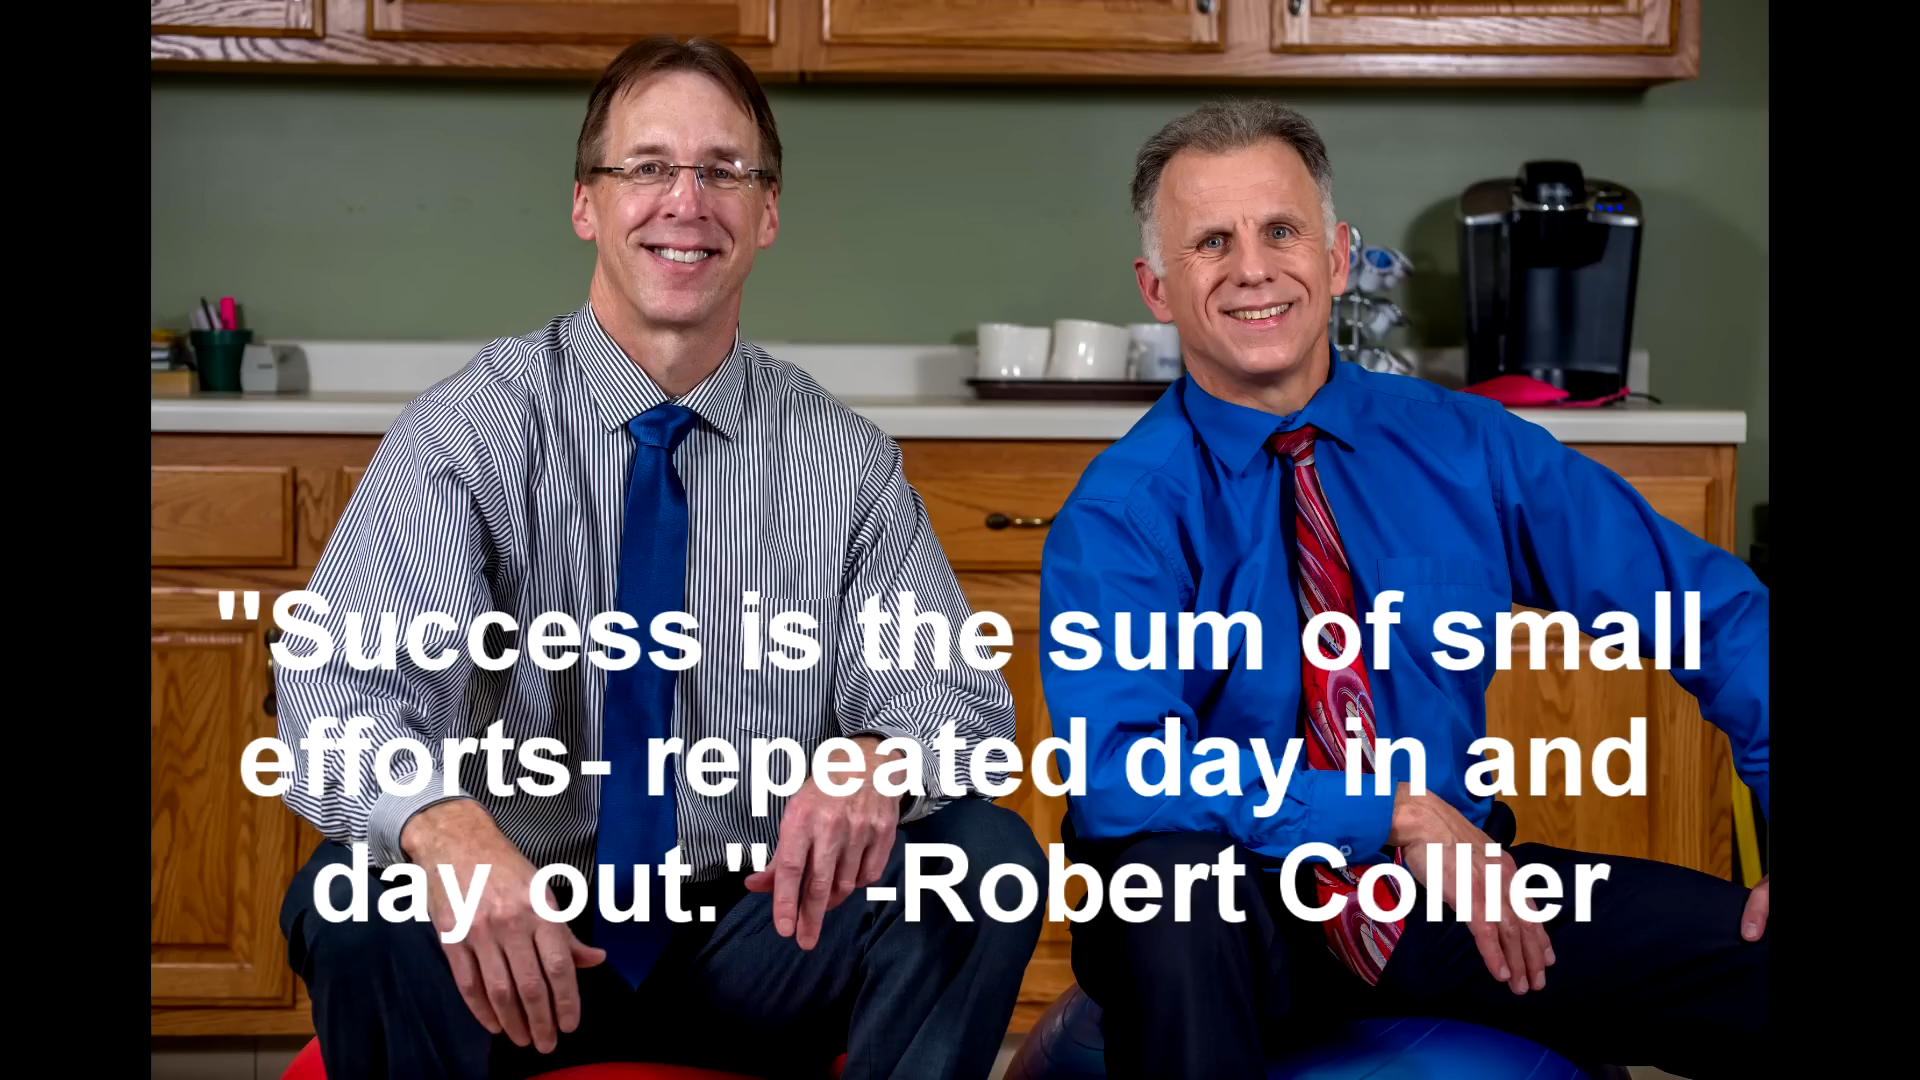 "Success is the sum of small
efforts- repeated day in and
day out."  -Robert Collier